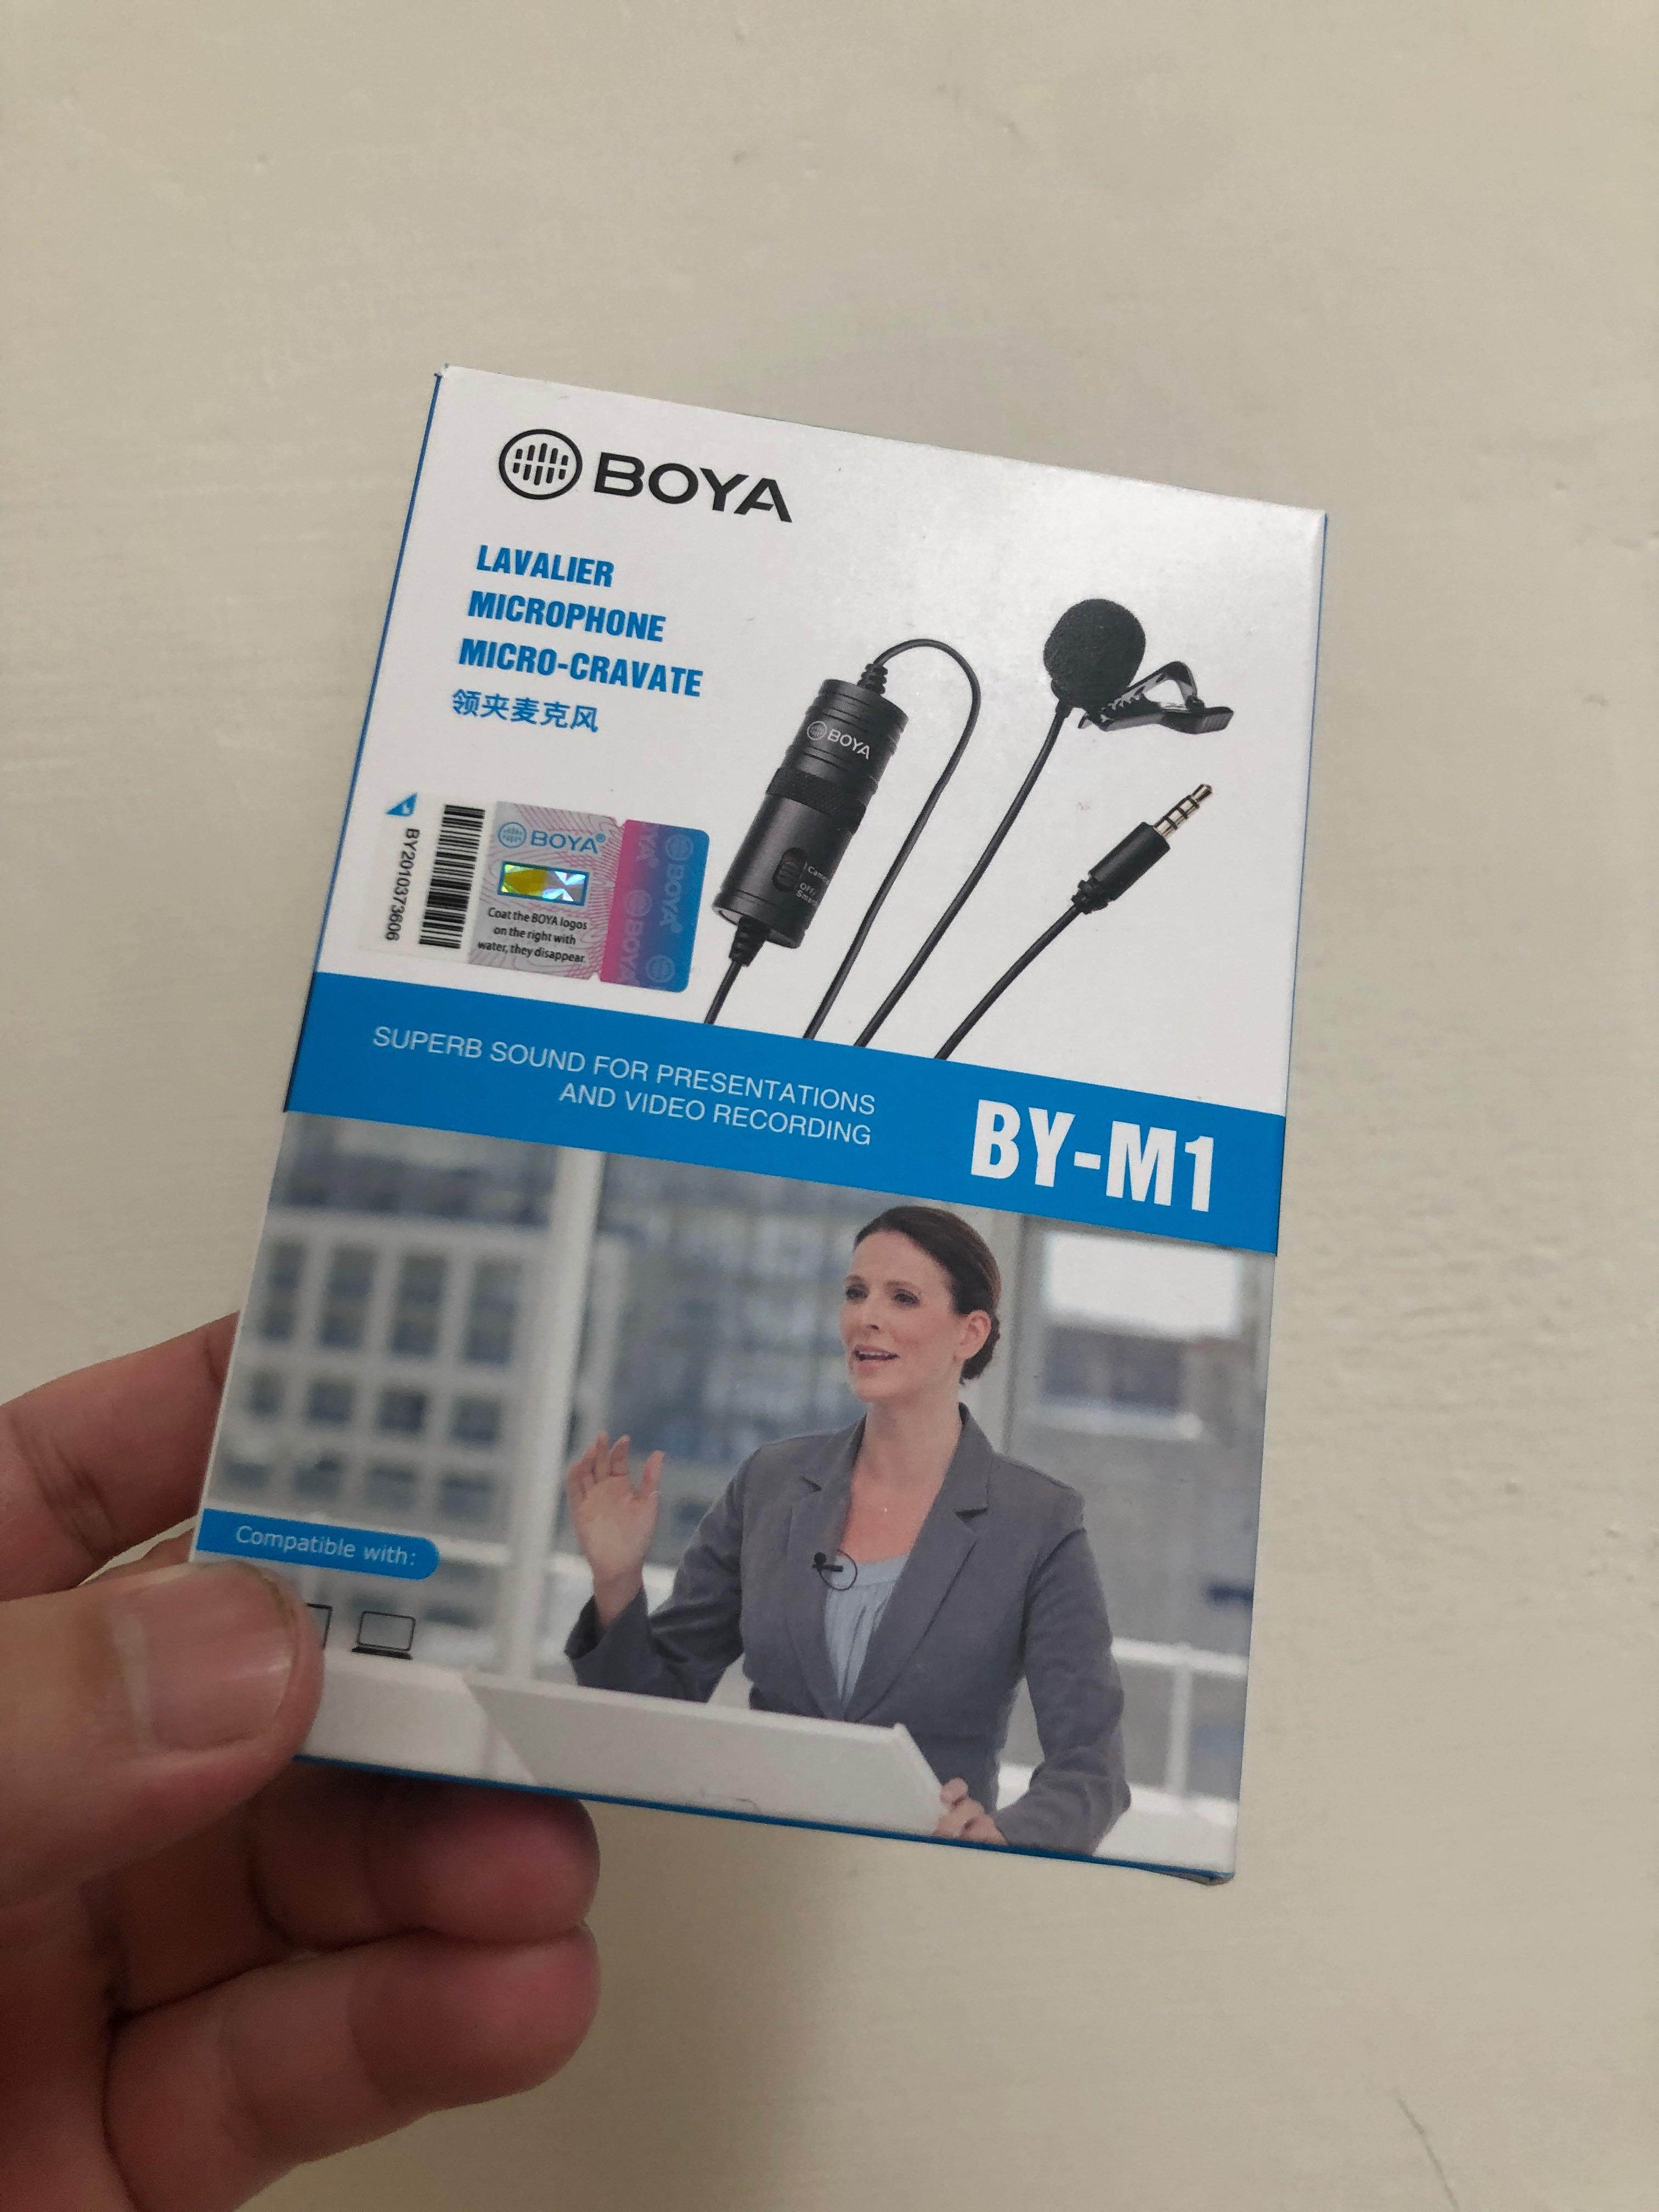 BOYA
LAVALIER
MICROPHONE
MICRO-CRAVATE
领夹麦克风
BOYA
BY2010373606
BOYA®
Coat the BOYA logos
on the right with
water, they disappear.
BOYA
BOYA
SUPERB SOUND FOR PRESENTATIONS
AND VIDEO RECORDING
BY-M1
Compatible with: